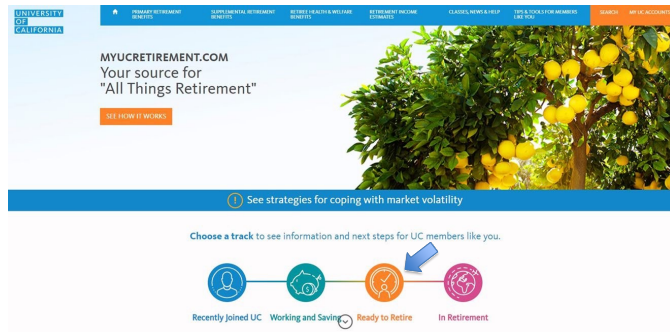 UNIVERSITY
OF
CALIFORNIA
PRIMARY RETIREMENT
BENEFITS
SUPPLEMENTAL RETIREMENT
BENEFITS
RETIREE HEALTH & WELFARE
BENEFITS
RETIREMENT INCOME
ESTIMATES
CLASSES, NEWS & HELP
TIPS & TOOLS FOR MEMBERS
LIKE YOU
SEARCH
MY UC ACCOUNTS
MYUCRETIREMENT.COM
Your source for
"All Things Retirement"
SEE HOW IT WORKS
See strategies for coping with market volatility
Choose a track to see information and next steps for UC members like you.
Recently Joined UC
Working and Saving
Ready to Retire
In Retirement